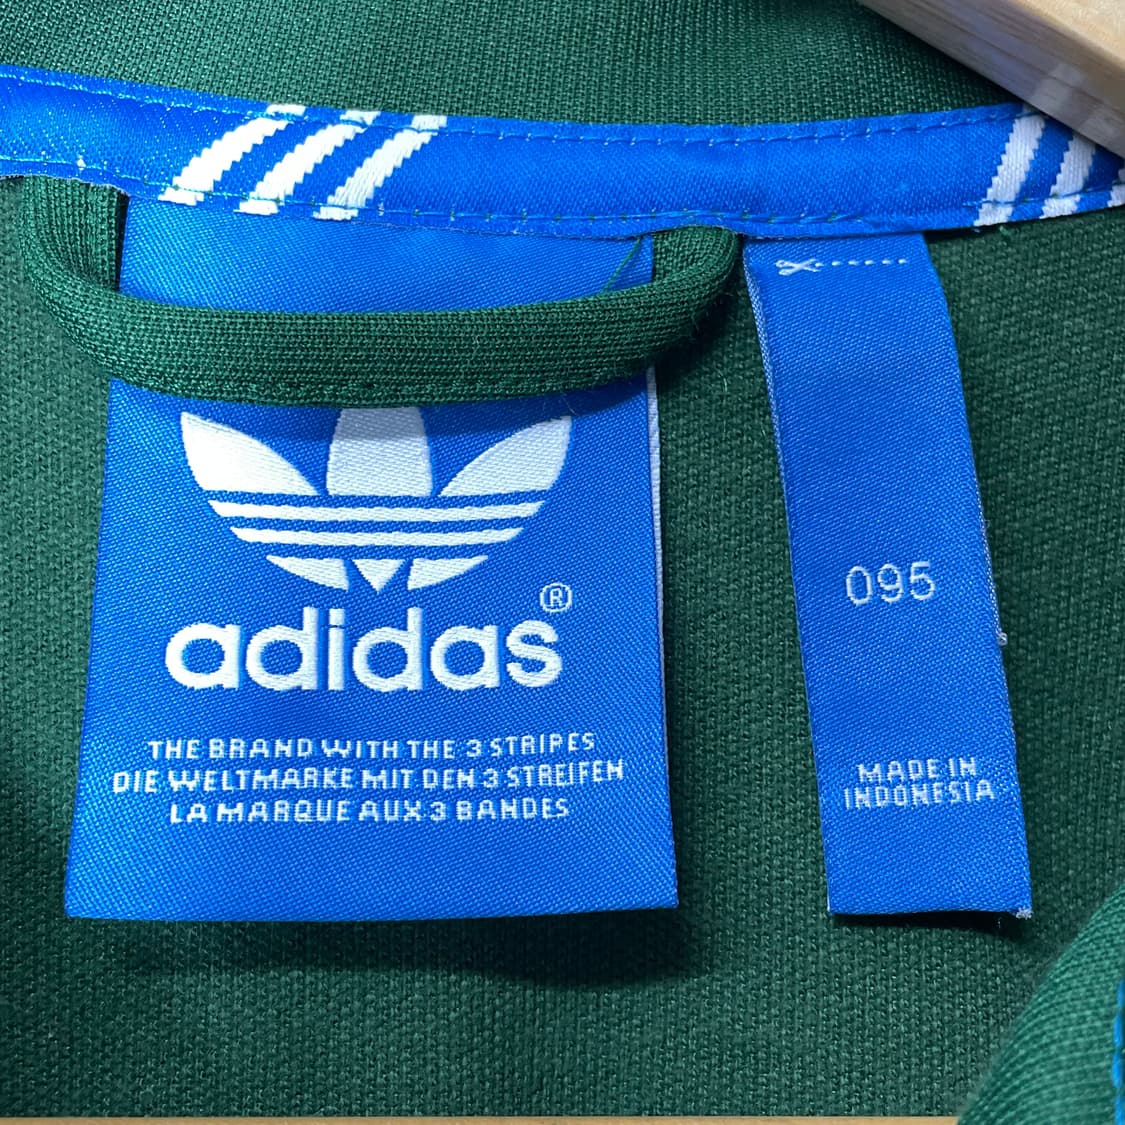 adidas®
THE BRAND WITH THE 3 STRIPES
DIE WELTMARKE MIT DEN 3 STREIFEN
LA MARQUE AUX 3 BANDES
095
MADE IN
INDONESIA